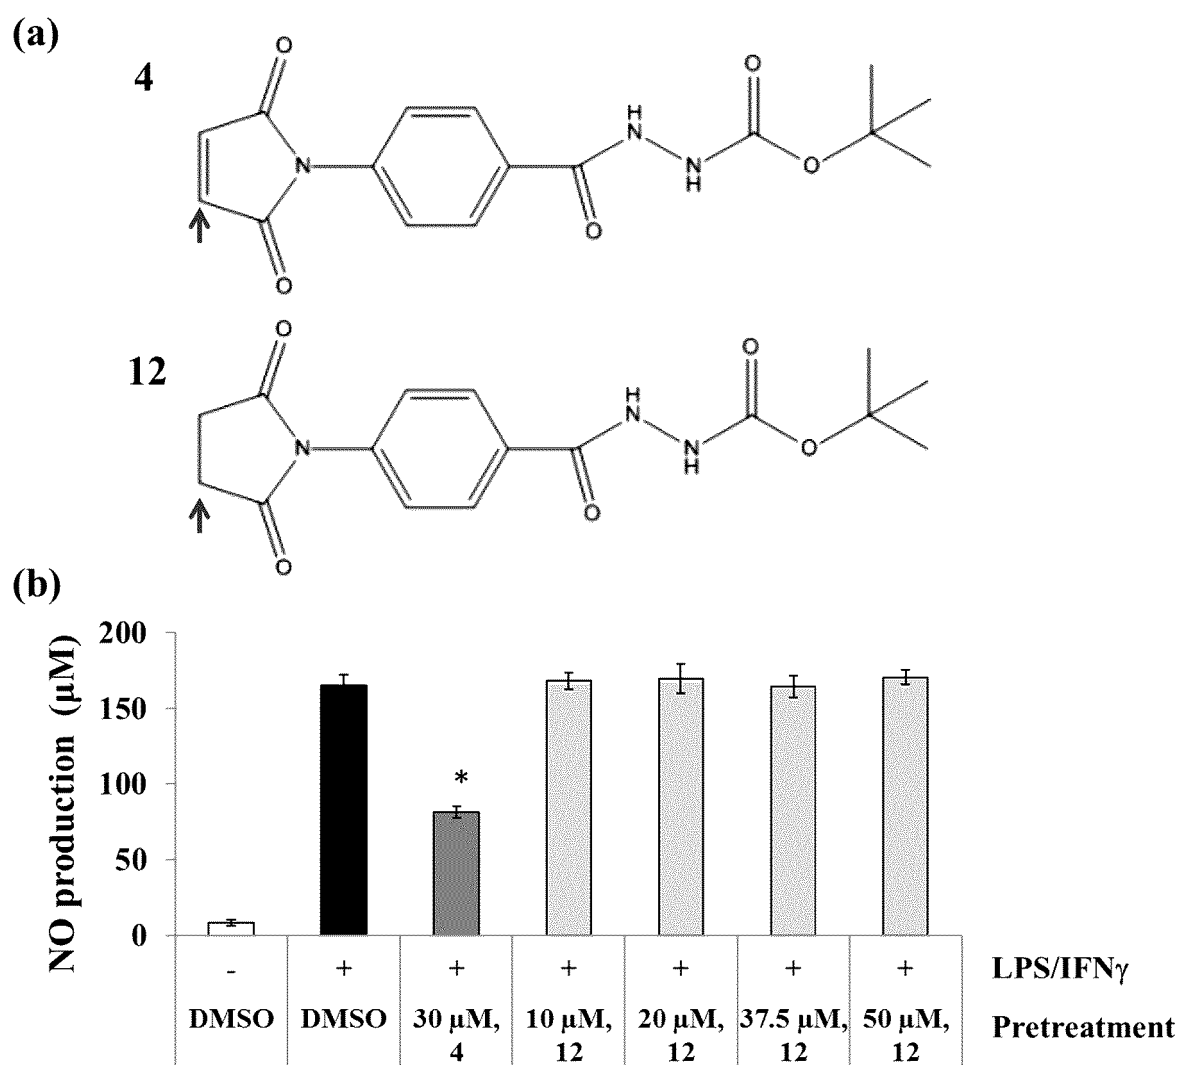 (a)
4
O
O
N
O
H
N
N
H
O
O
12
O
O
N
O
H
N
N
H
O
O
(b)
NO production (µM)
200
150
100
50
0
*
- + + + + + + LPS/IFNγ
DMSO DMSO 30 µM, 10 µM, 20 µM, 37.5 µM, 50 µM, Pretreatment
4 12 12 12 12